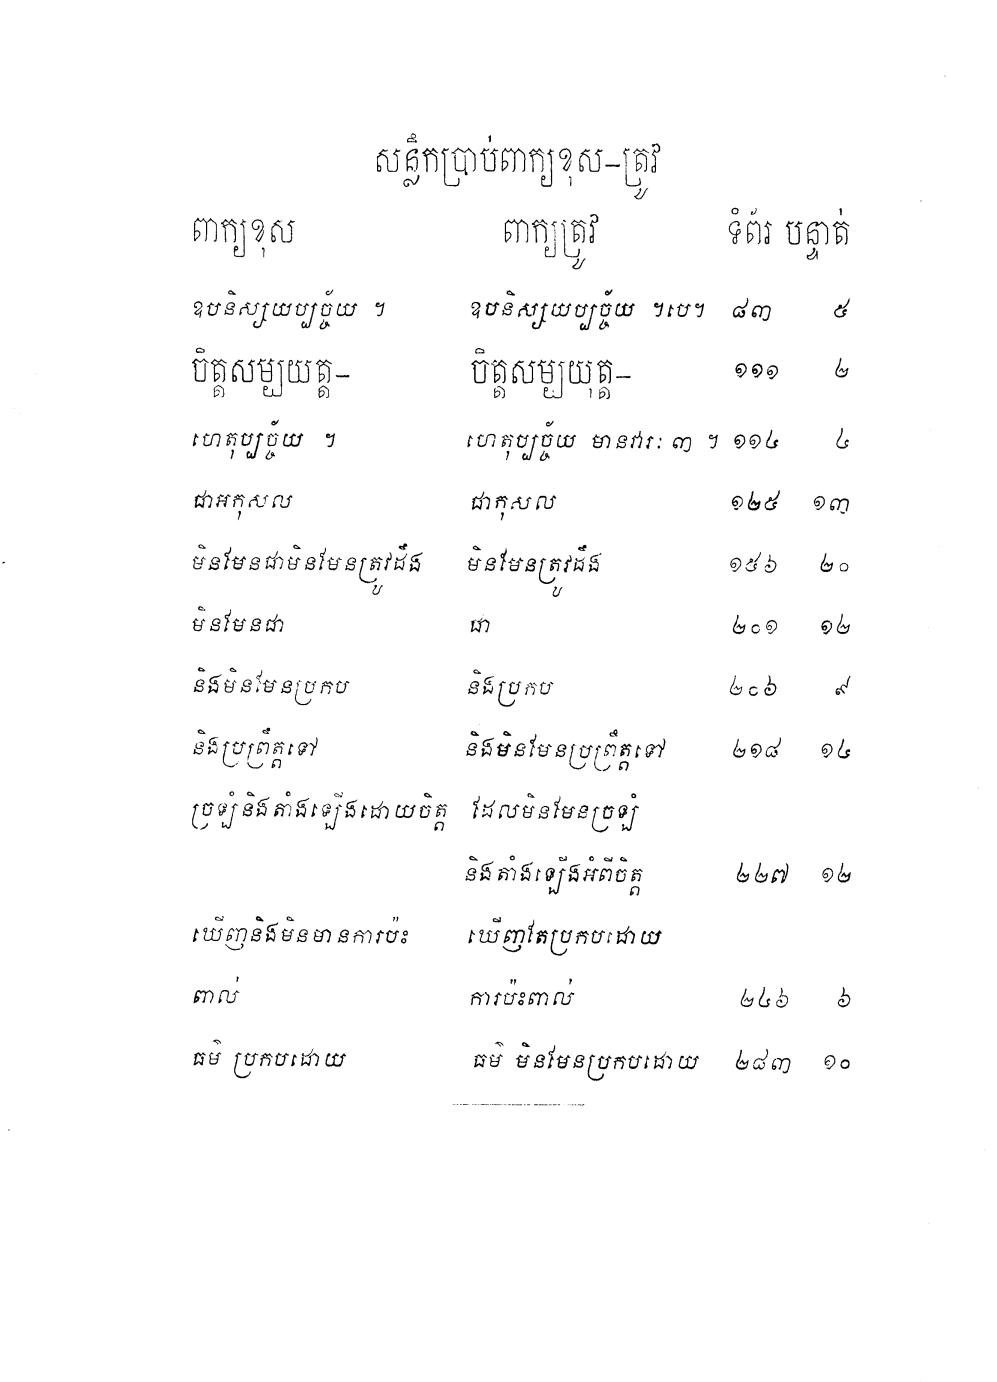 សន្លឹកប្រាប់ពាក្យខុស-ត្រូវ
ពាក្យខុស ពាក្យត្រូវ ទំព័រ បន្ទាត់
ឧបនិស្សយប្បច្ច័យ ។ ឧបនិស្សយប្បច្ច័យ ។បេ។ ៨៣ ៥
ចិត្តសម្បយត្ត- ចិត្តសម្បយុត្ត- ១១១ ២
ហេតុប្បច្ច័យ ។ ហេតុប្បច្ច័យ មានវារៈ ៣ ។ ១១៤ ៤
ជាអកុសល ជាកុសល ១២៥ ១៣
មិនមែនជាមិនមែនត្រូវដឹង មិនមែនត្រូវដឹង ១៥៦ ២០
មិនមែនជា ជា ២០១ ១២
និងមិនមែនប្រកប និងប្រកប ២០៦ ៩
និងប្រព្រឹត្តទៅ និងមិនមែនប្រព្រឹត្តទៅ ២១៨ ១៤
ច្រឡំនិងតាំងឡើងដោយចិត្ត ដែលមិនមែនច្រឡំ
និងតាំងឡើងអំពីចិត្ត ២២៧ ១២
ឃើញនិងមិនមានការប៉ះ ឃើញតែប្រកបដោយ
ពាល់ ការប៉ះពាល់ ២៤៦ ៦
ធម៌ ប្រកបដោយ ធម៌ មិនមែនប្រកបដោយ ២៨៣ ១០